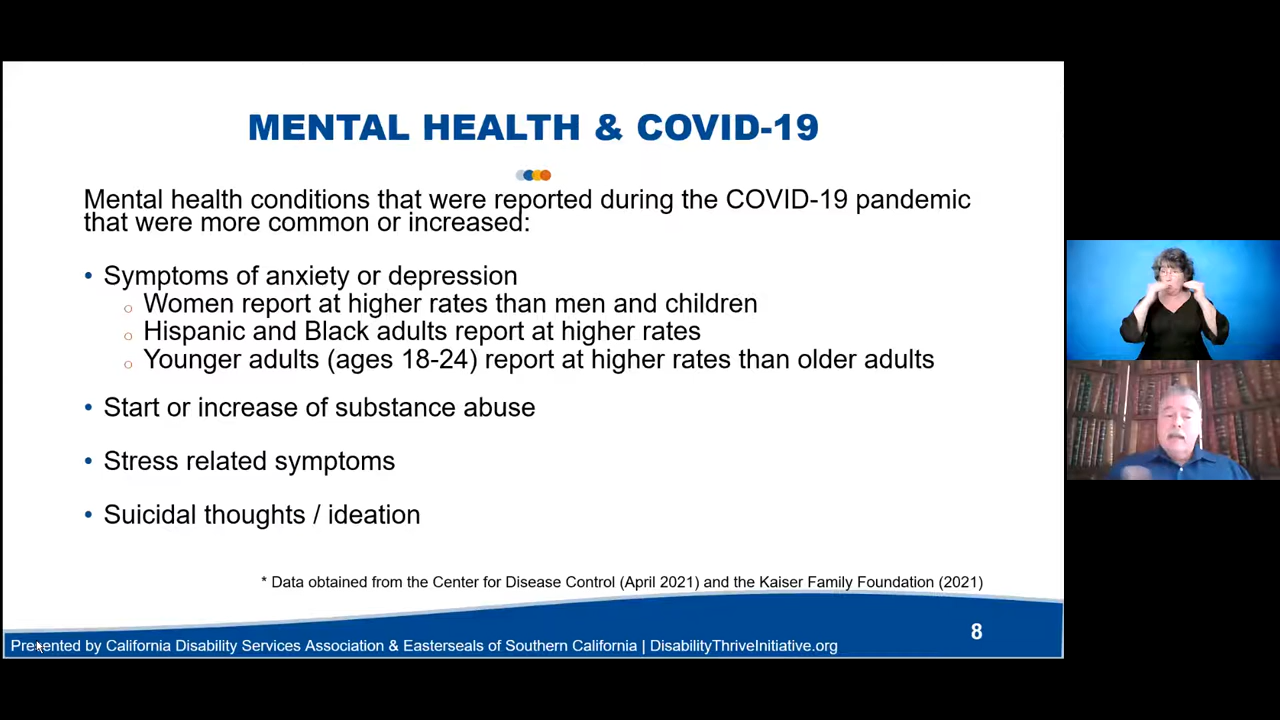 MENTAL HEALTH & COVID-19
Mental health conditions that were reported during the COVID-19 pandemic
that were more common or increased:
• Symptoms of anxiety or depression
o Women report at higher rates than men and children
o Hispanic and Black adults report at higher rates
o Younger adults (ages 18-24) report at higher rates than older adults
• Start or increase of substance abuse
• Stress related symptoms
• Suicidal thoughts / ideation
* Data obtained from the Center for Disease Control (April 2021) and the Kaiser Family Foundation (2021)
8
Presented by California Disability Services Association & Easterseals of Southern California | DisabilityThriveInitiative.org